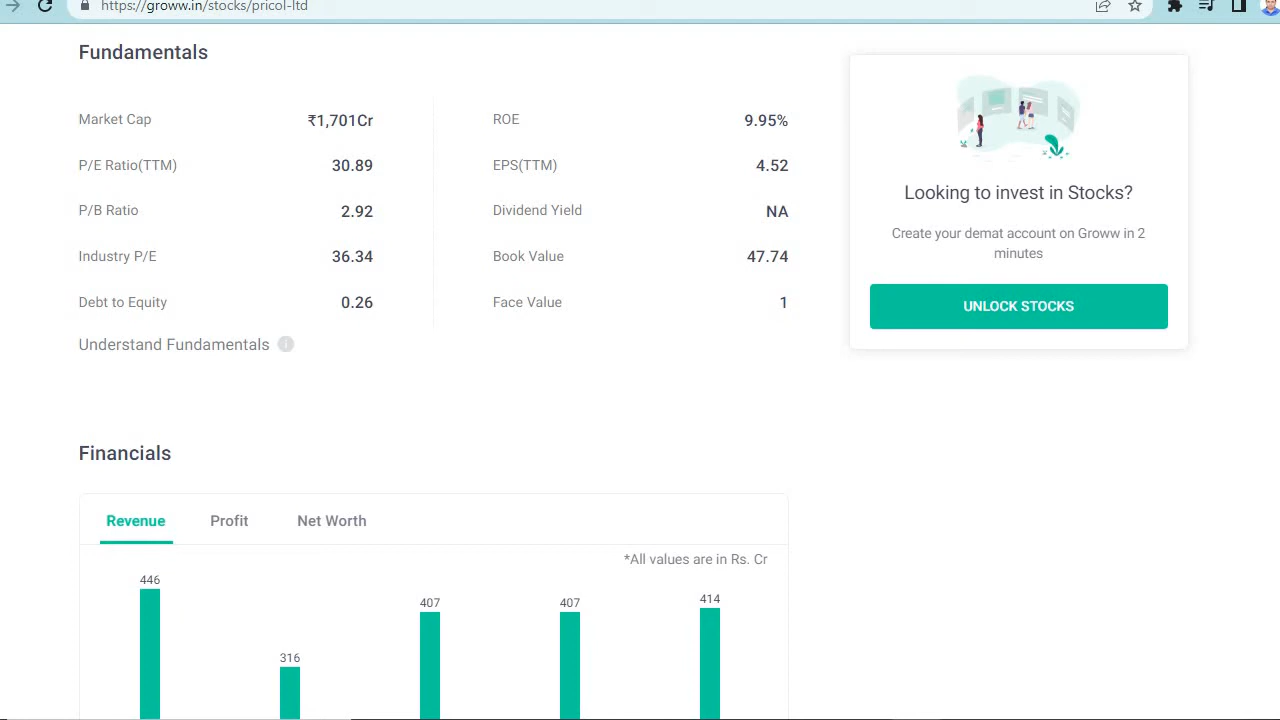 https://groww.in/stocks/pricol-ltd
Fundamentals
Market Cap ₹1,701Cr
ROE 9.95%
P/E Ratio(TTM) 30.89
EPS(TTM) 4.52
P/B Ratio 2.92
Dividend Yield NA
Industry P/E 36.34
Book Value 47.74
Debt to Equity 0.26
Face Value 1
Understand Fundamentals
Looking to invest in Stocks?
Create your demat account on Groww in 2
minutes
UNLOCK STOCKS
Financials
Revenue Profit Net Worth
*All values are in Rs. Cr
446 316 407 407 414